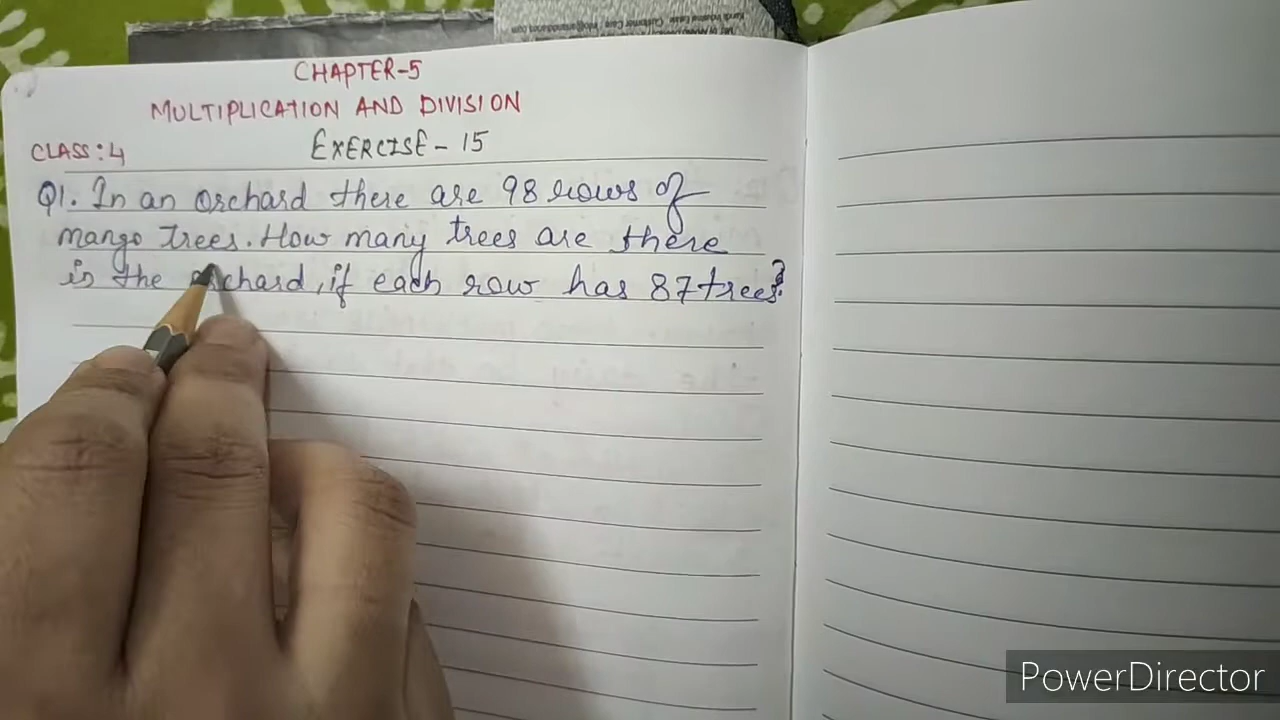 CHAPTER-5
MULTIPLICATION AND DIVISION
CLASS:4
EXERCISE-15
Q1. In an orchard there are 98 rows of
mango trees. How many trees are there
in the orchard, if each row has 87 trees?
PowerDirector